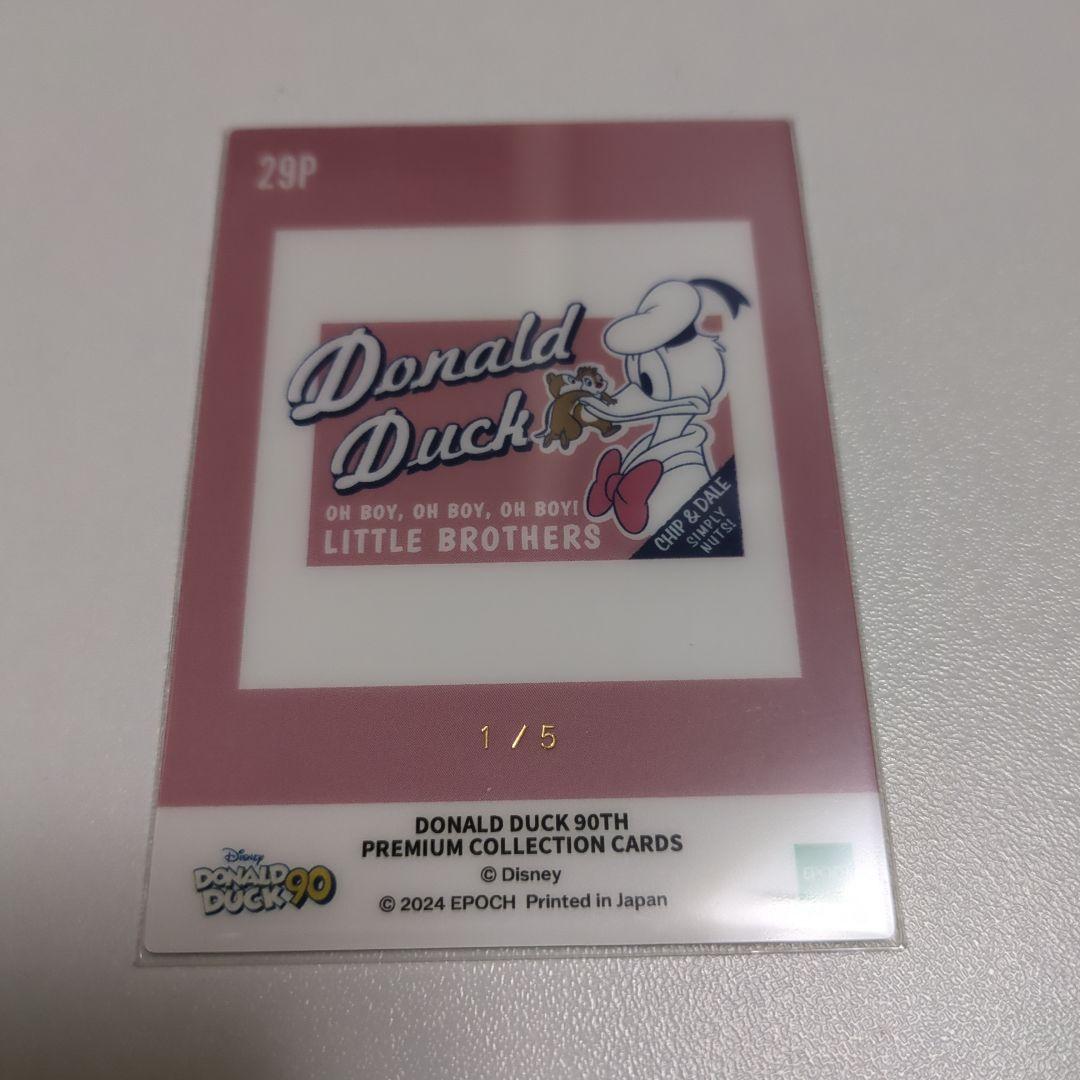 29P
Donald
Duck
OH BOY, OH BOY, OH BOY!
LITTLE BROTHERS
CHIP & DALE
SIMPLY
NUTS!
1 / 5
DONALD DUCK 90TH
PREMIUM COLLECTION CARDS
© Disney
© 2024 EPOCH Printed in Japan
Disney
DONALD
DUCK 90
EPOCH